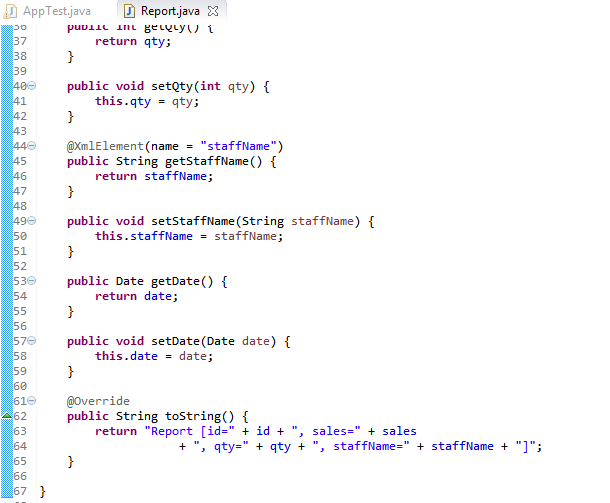 AppTest.java Report.java
36 public int getQty() {
37 return qty;
38 }
39
40 public void setQty(int qty) {
41 this.qty = qty;
42 }
43
44 @XmlElement(name = "staffName")
45 public String getStaffName() {
46 return staffName;
47 }
48
49 public void setStaffName(String staffName) {
50 this.staffName = staffName;
51 }
52
53 public Date getDate() {
54 return date;
55 }
56
57 public void setDate(Date date) {
58 this.date = date;
59 }
60
61 @Override
62 public String toString() {
63 return "Report [id=" + id + ", sales=" + sales
64 + ", qty=" + qty + ", staffName=" + staffName + "]";
65 }
66
67 }